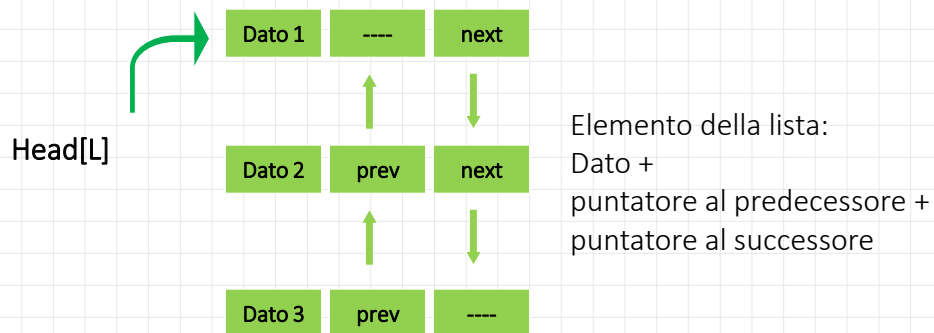 Dato 1 ---- next
Head[L]
Dato 2 prev next
Elemento della lista:
Dato +
puntatore al predecessore +
puntatore al successore
Dato 3 prev ----